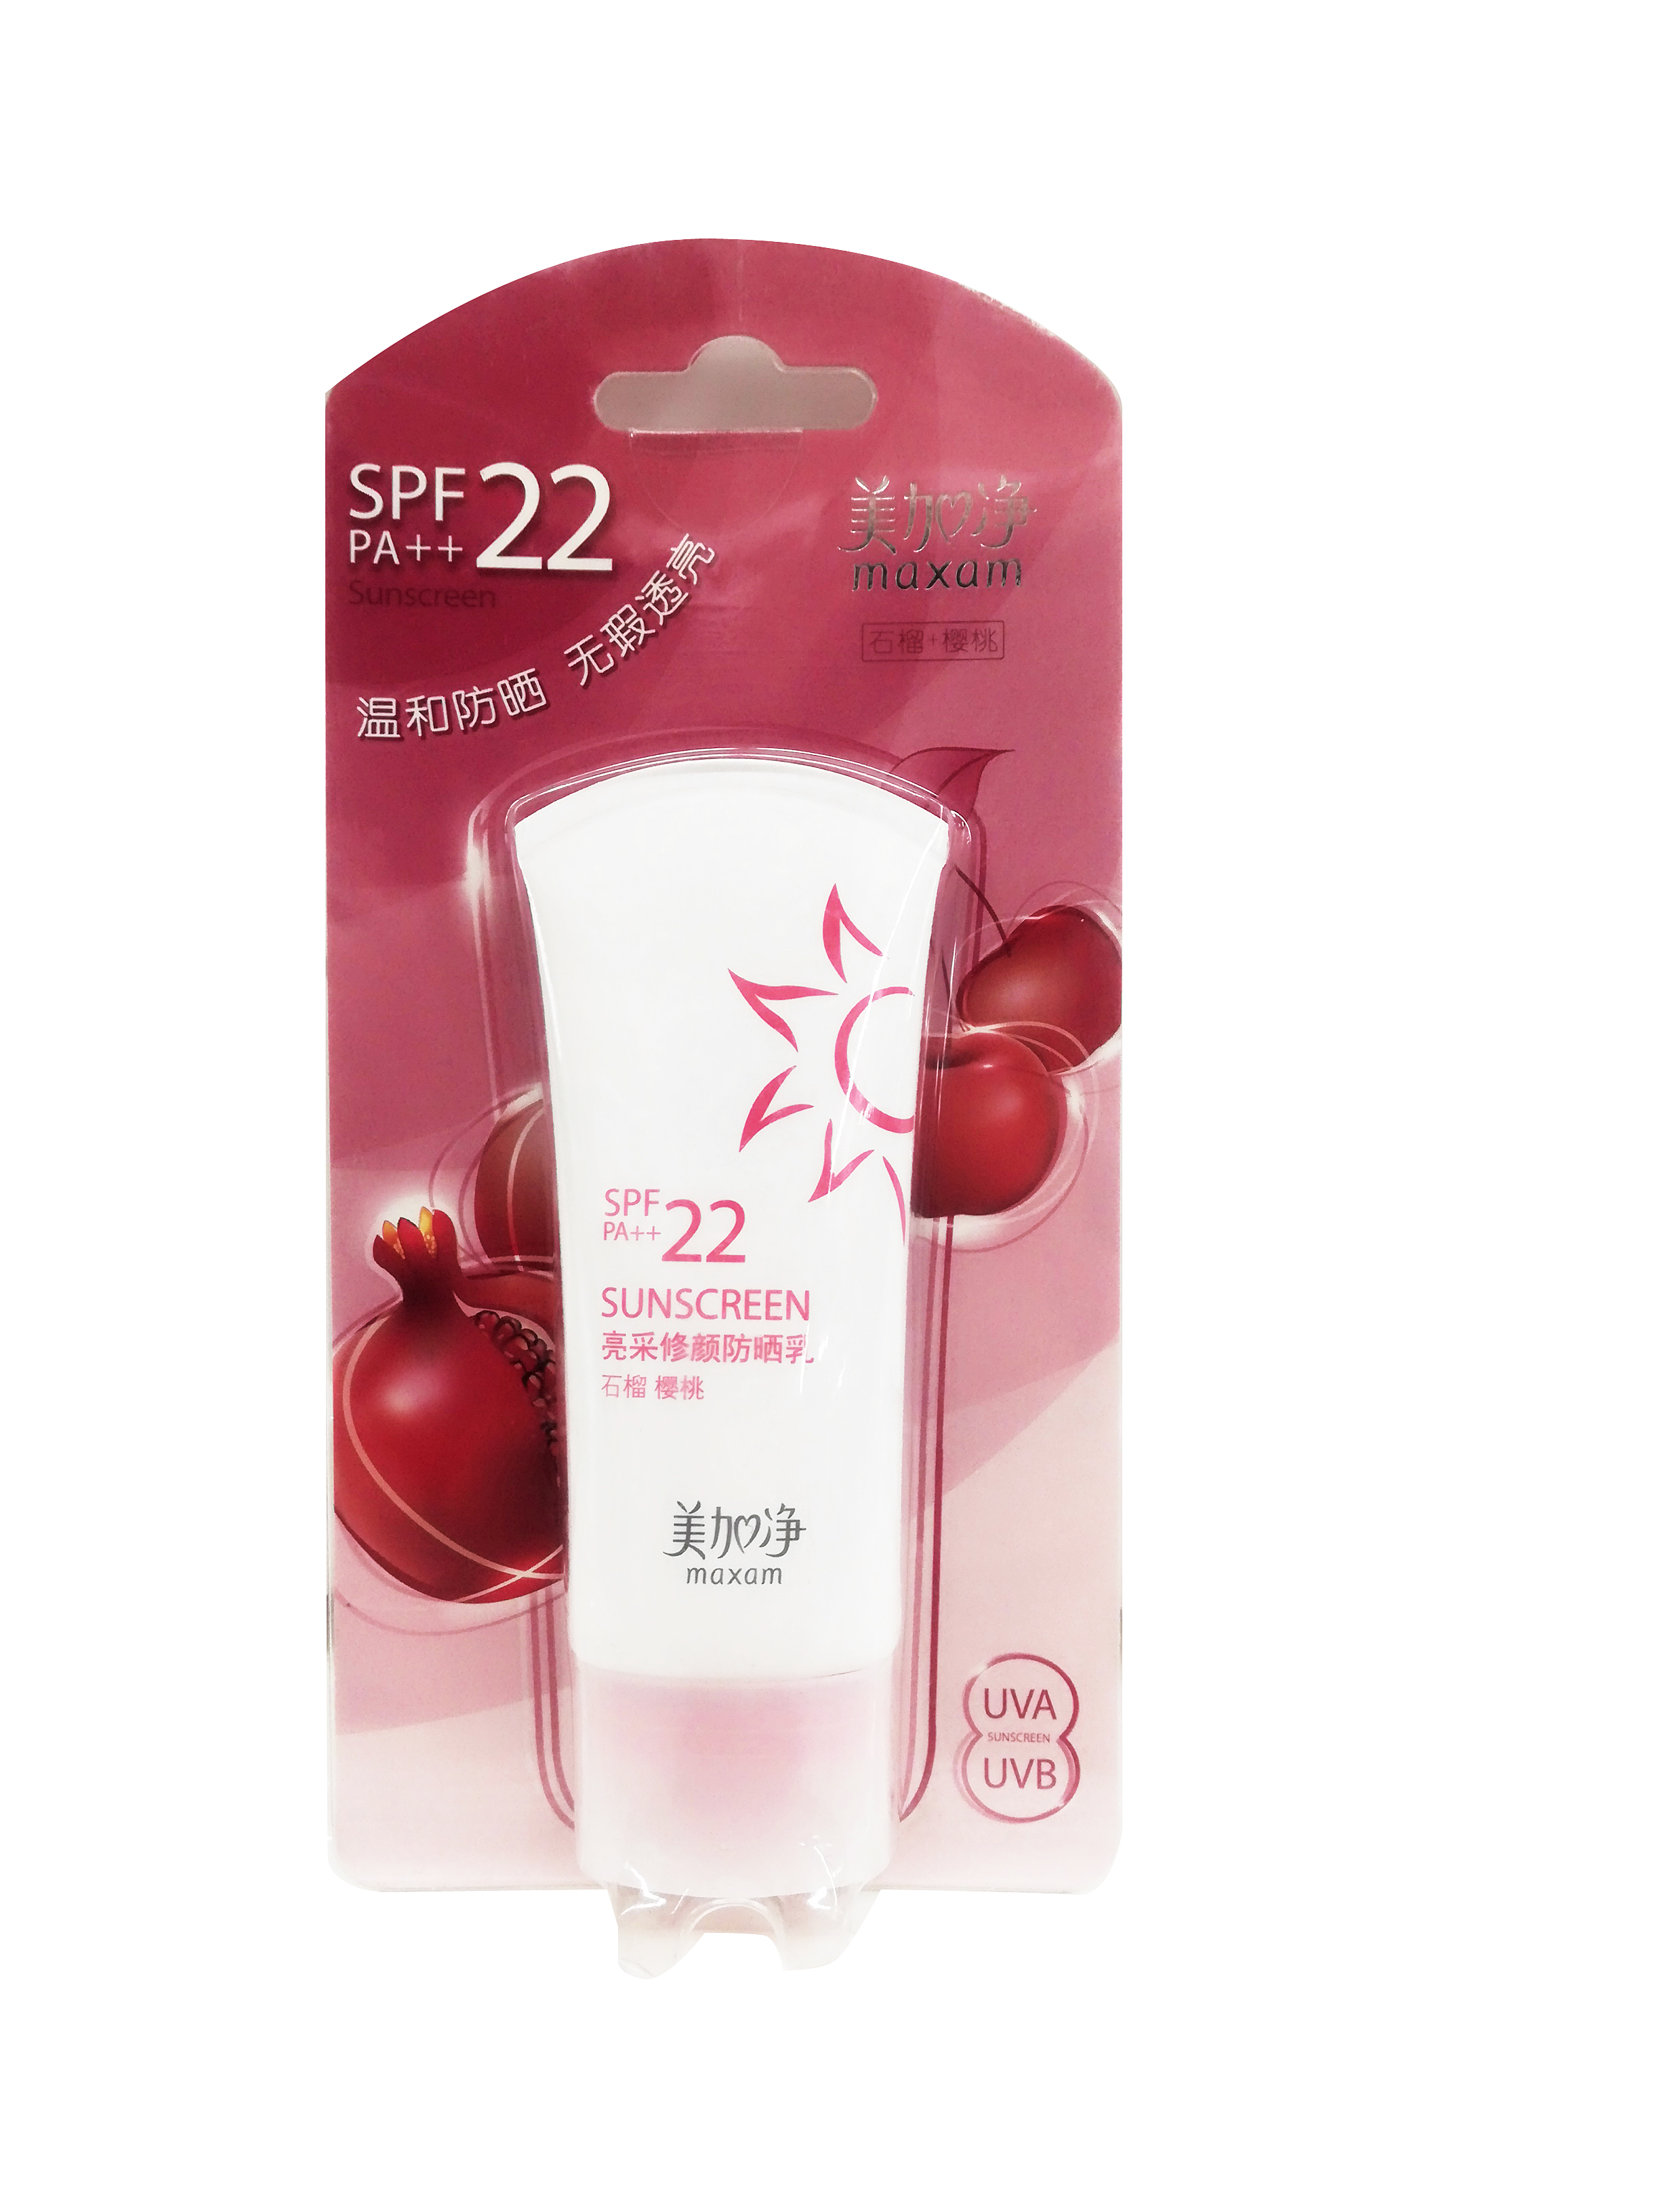 SPF 22
PA++
Sunscreen
美加净
maxam
石榴+樱桃
温和防晒 无瑕透亮
SPF 22
PA++
SUNSCREEN
亮采修颜防晒乳
石榴 樱桃
美加净
maxam
UVA
SUNSCREEN
UVB